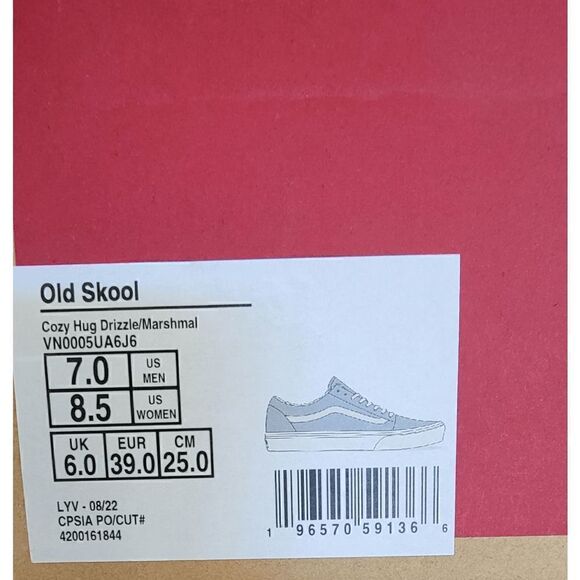 Old Skool
Cozy Hug Drizzle/Marshmal
VN0005UA6J6
7.0 US MEN
8.5 US WOMEN
UK EUR CM
6.0 39.0 25.0
LYV - 08/22
CPSIA PO/CUT#
4200161844
1 96570 59136 6